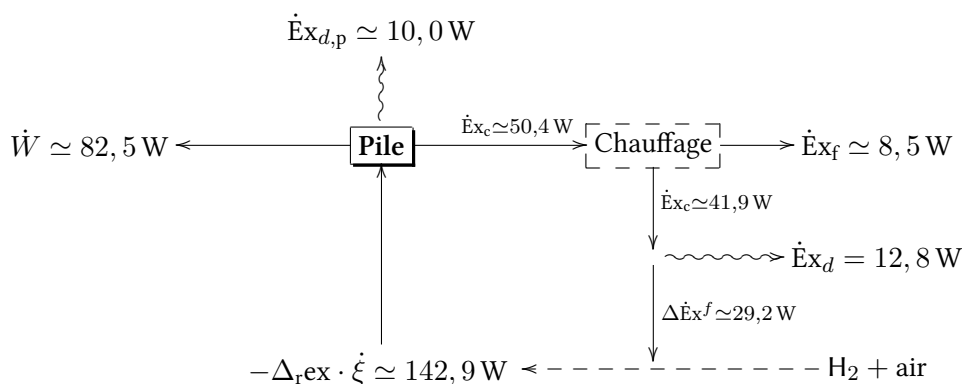 Ėx_{d,p} ≃ 10,0 W
Ẇ ≃ 82,5 W
Pile
Ėx_c≃50,4 W
Chauffage
Ėx_f ≃ 8,5 W
Ėx_c≃41,9 W
Ėx_d = 12,8 W
ΔĖx^f≃29,2 W
−Δ_r ex · ξ̇ ≃ 142,9 W
H₂ + air